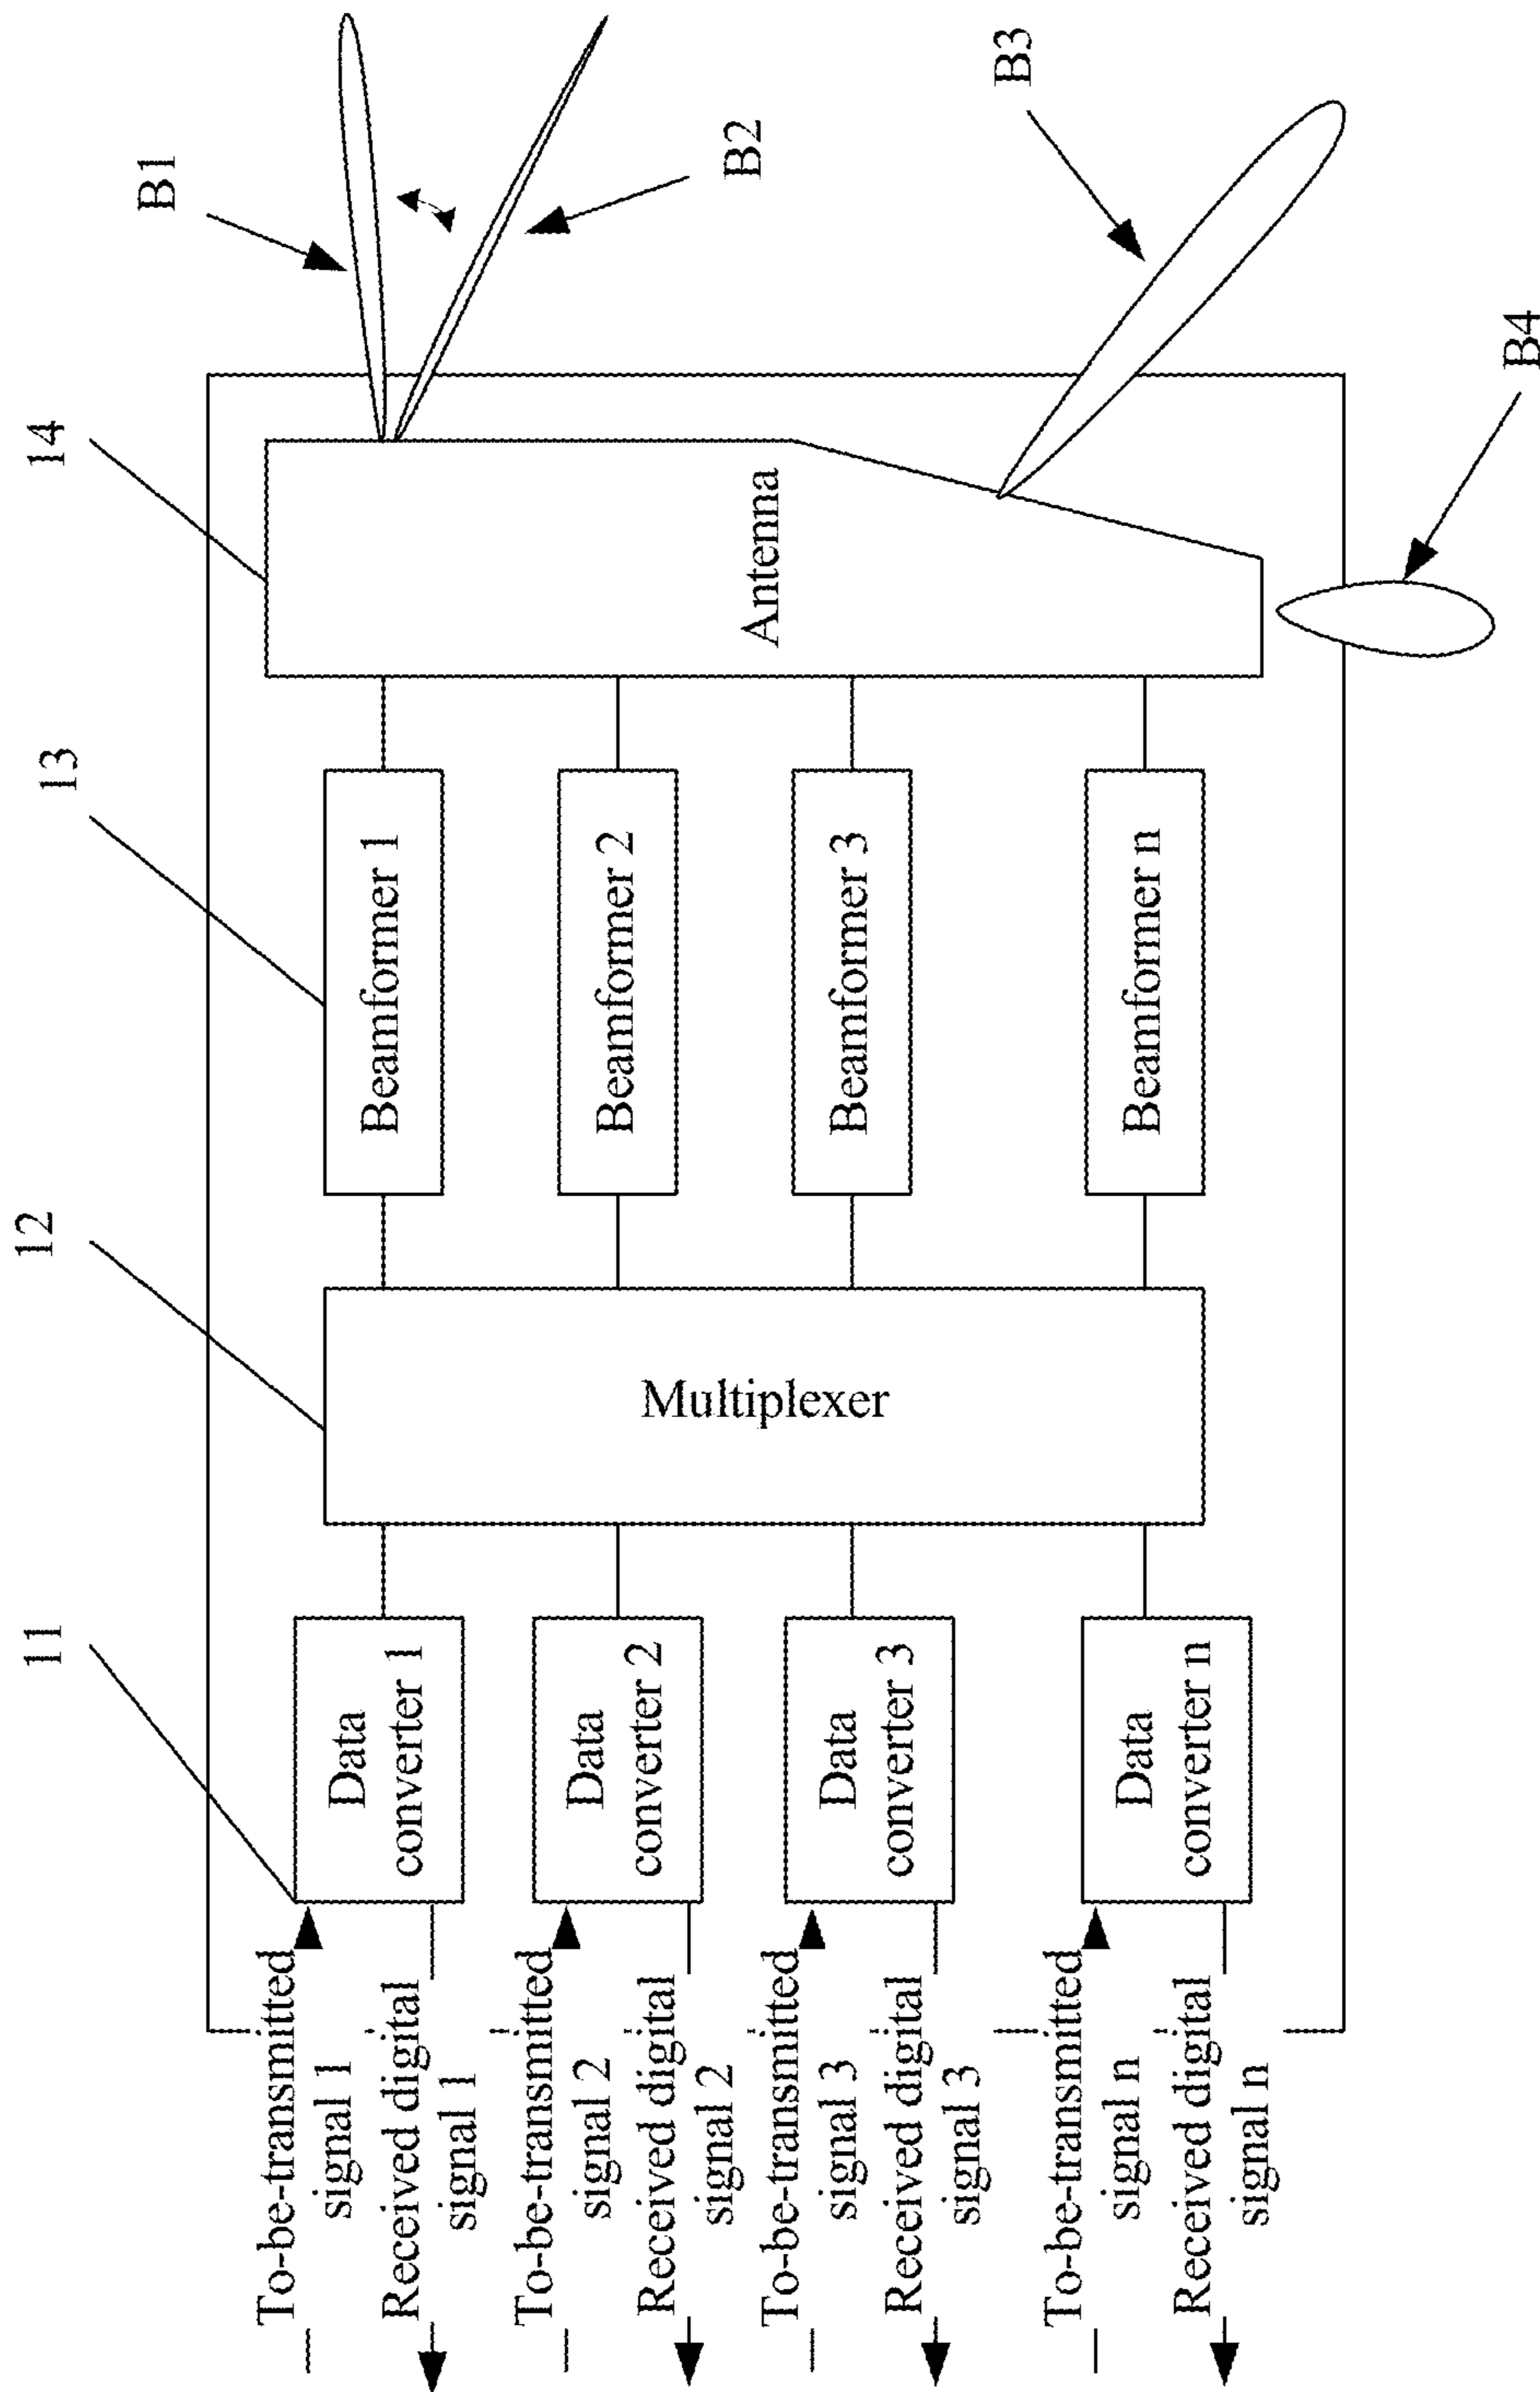 11
12
13
14
To-be-transmitted
signal 1
Received digital
signal 1
To-be-transmitted
signal 2
Received digital
signal 2
To-be-transmitted
signal 3
Received digital
signal 3
To-be-transmitted
signal n
Received digital
signal n
Data
converter 1
Data
converter 2
Data
converter 3
Data
converter n
Multiplexer
Beamformer 1
Beamformer 2
Beamformer 3
Beamformer n
Antenna
B1
B2
B3
B4